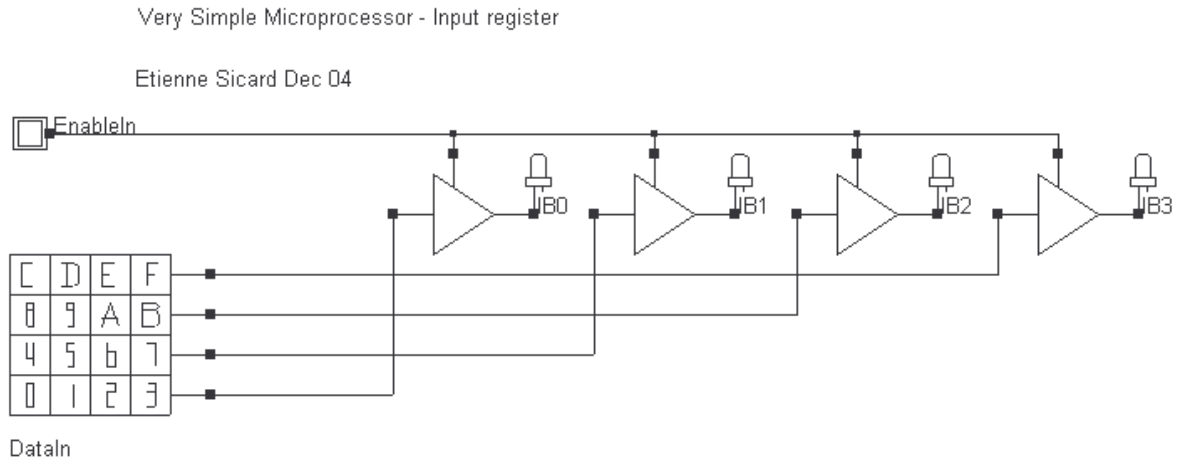 Very Simple Microprocessor - Input register
Etienne Sicard Dec 04
EnableIn
IB0 IB1 IB2 IB3
C D E F
8 9 A B
4 5 6 7
0 1 2 3
DataIn